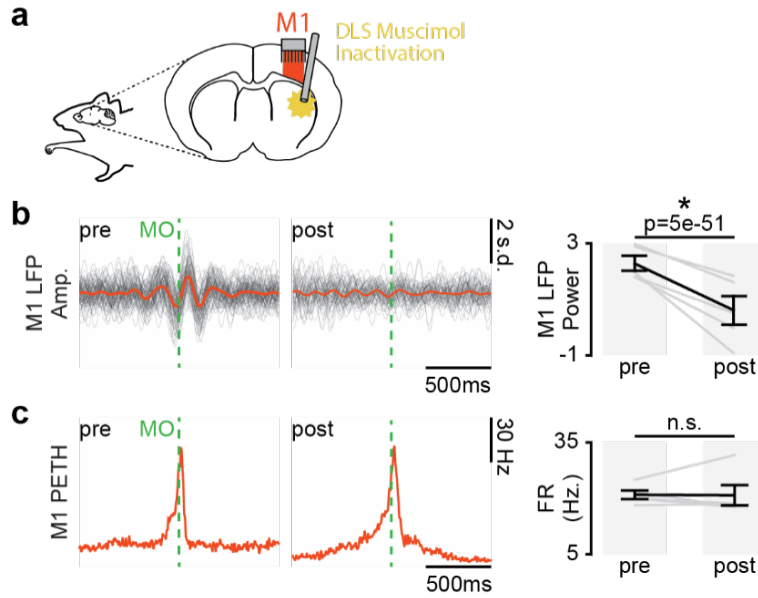 a
M1
DLS Muscimol
Inactivation
b
M1 LFP
Amp.
pre
MO
post
2 s.d.
500ms
*
p=5e-51
M1 LFP
Power
3
-1
pre
post
c
M1 PETH
pre
MO
post
30 Hz
500ms
n.s.
FR
(Hz.)
35
5
pre
post